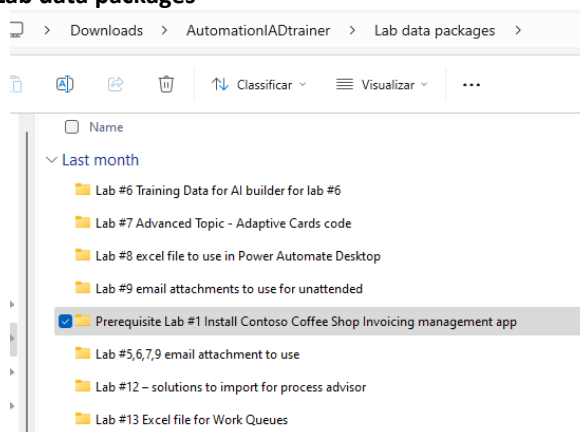 Lab data packages
> Downloads > AutomationIADtrainer > Lab data packages >
Classificar Visualizar ...
Name
Last month
Lab #6 Training Data for AI builder for lab #6
Lab #7 Advanced Topic - Adaptive Cards code
Lab #8 excel file to use in Power Automate Desktop
Lab #9 email attachments to use for unattended
Prerequisite Lab #1 Install Contoso Coffee Shop Invoicing management app
Lab #5,6,7,9 email attachment to use
Lab #12 – solutions to import for process advisor
Lab #13 Excel file for Work Queues